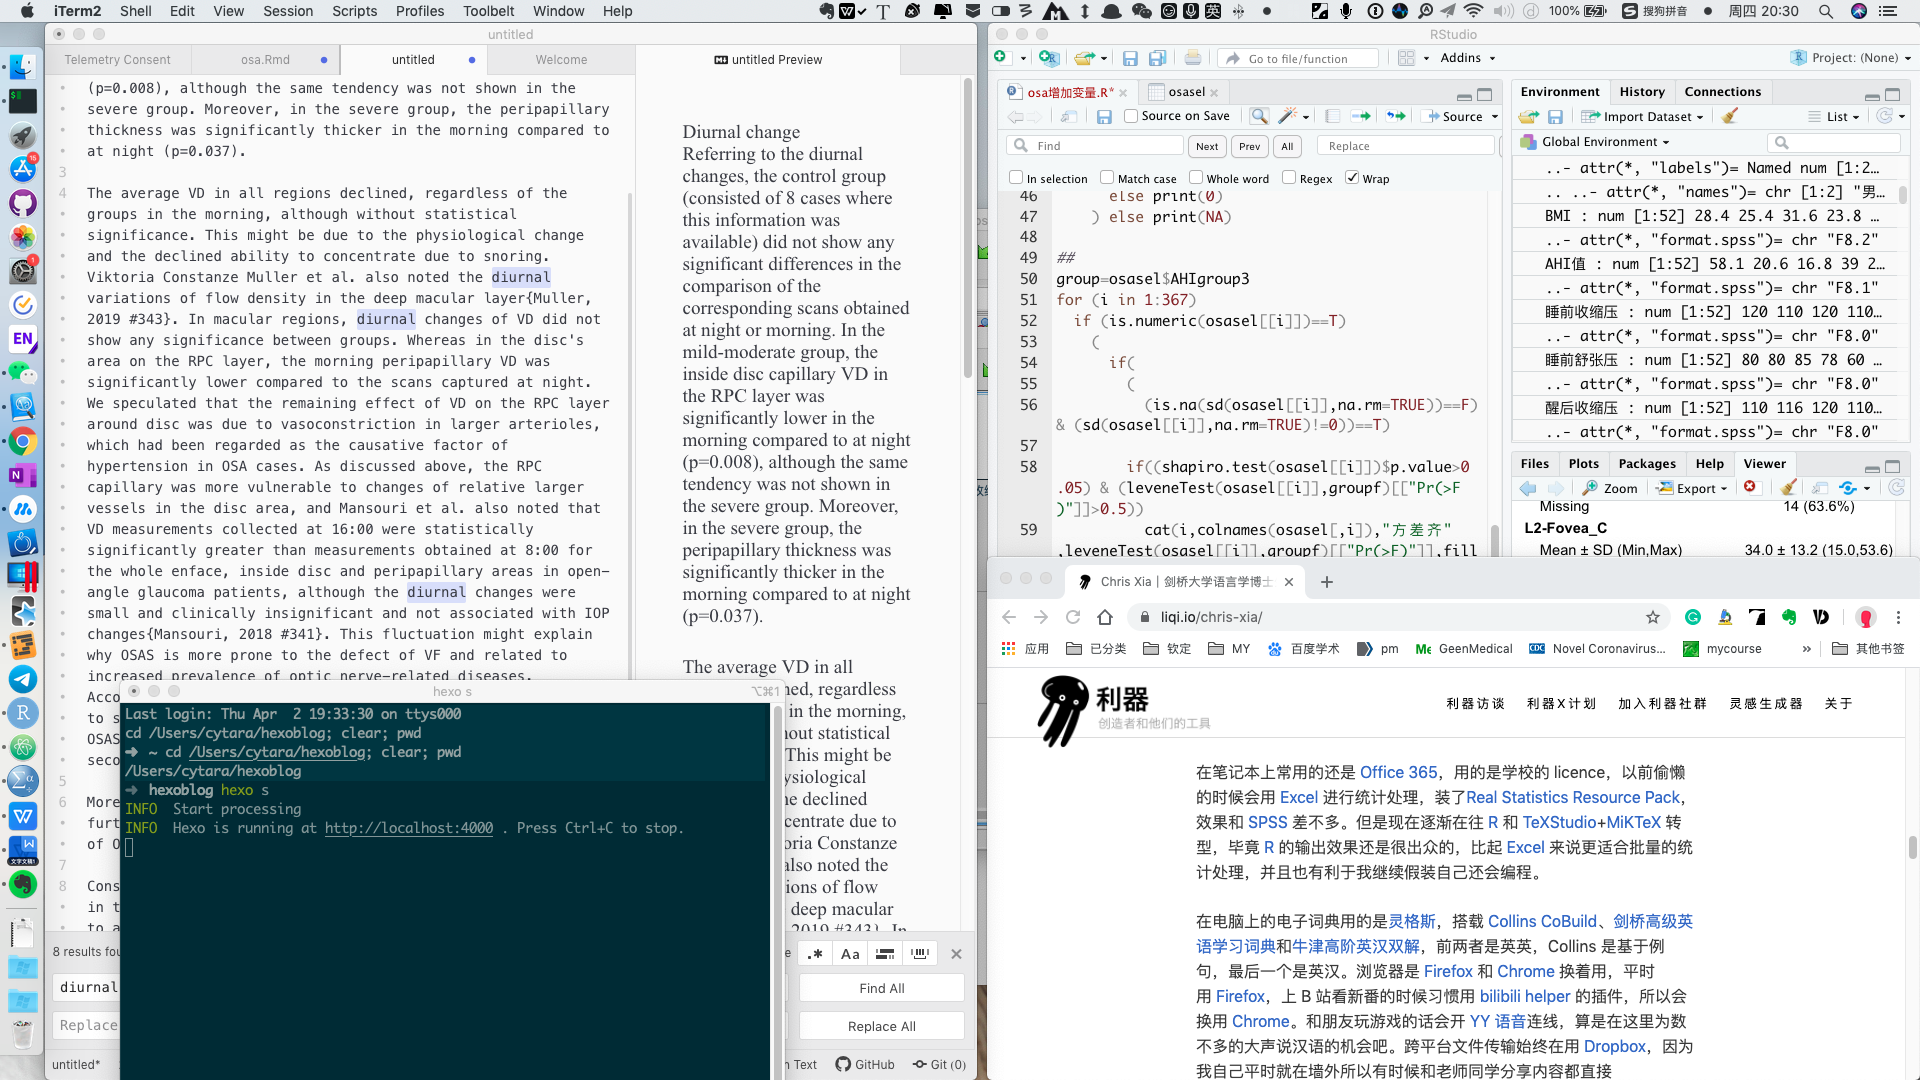 iTerm2 Shell Edit View Session Scripts Profiles Toolbelt Window Help
100% 搜狗拼音 周四 20:30
untitled
Telemetry Consent osa.Rmd untitled Welcome
untitled Preview
(p=0.008), although the same tendency was not shown in the
severe group. Moreover, in the severe group, the peripapillary
thickness was significantly thicker in the morning compared to
at night (p=0.037).
3
4 The average VD in all regions declined, regardless of the
groups in the morning, although without statistical
significance. This might be due to the physiological change
and the declined ability to concentrate due to snoring.
Viktoria Constanze Muller et al. also noted the diurnal
variations of flow density in the deep macular layer{Muller,
2019 #343}. In macular regions, diurnal changes of VD did not
show any significance between groups. Whereas in the disc's
area on the RPC layer, the morning peripapillary VD was
significantly lower compared to the scans captured at night.
We speculated that the remaining effect of VD on the RPC layer
around disc was due to vasoconstriction in larger arterioles,
which had been regarded as the causative factor of
hypertension in OSA cases. As discussed above, the RPC
capillary was more vulnerable to changes of relative larger
vessels in the disc area, and Mansouri et al. also noted that
VD measurements collected at 16:00 were statistically
significantly greater than measurements obtained at 8:00 for
the whole enface, inside disc and peripapillary areas in open-
angle glaucoma patients, although the diurnal changes were
small and clinically insignificant and not associated with IOP
changes{Mansouri, 2018 #341}. This fluctuation might explain
why OSAS is more prone to the defect of VF and related to
increased prevalence of optic nerve-related diseases.
Acco
to s
OSAS
seco
5
6 More
furt
of O
7
8 Cons
in t
to a
8 results fou
diurnal
Replace
untitled*
Diurnal change
Referring to the diurnal
changes, the control group
(consisted of 8 cases where
this information was
available) did not show any
significant differences in the
comparison of the
corresponding scans obtained
at night or morning. In the
mild-moderate group, the
inside disc capillary VD in
the RPC layer was
significantly lower in the
morning compared to at night
(p=0.008), although the same
tendency was not shown in
the severe group. Moreover,
in the severe group, the
peripapillary thickness was
significantly thicker in the
morning compared to at night
(p=0.037).
The average VD in all
ned, regardless
in the morning,
hout statistical
This might be
ysiological
he declined
centrate due to
oria Constanze
also noted the
ions of flow
deep macular
2019 #343}. In
.* Aa
Find All
Replace All
n Text GitHub Git (0)
hexo s ⌥⌘1
Last login: Thu Apr  2 19:33:30 on ttys000
cd /Users/cytara/hexoblog; clear; pwd
➜ ~ cd /Users/cytara/hexoblog; clear; pwd
/Users/cytara/hexoblog
➜ hexoblog hexo s
INFO  Start processing
INFO  Hexo is running at http://localhost:4000 . Press Ctrl+C to stop.
RStudio
Go to file/function Addins Project: (None)
osa增加变量.R* osasel
Source on Save Source
Find Next Prev All Replace
In selection Match case Whole word Regex Wrap
46 else print(0)
47 ) else print(NA)
48
49 ##
50 group=osasel$AHIgroup3
51 for (i in 1:367)
52 if (is.numeric(osasel[[i]])==T)
53 (
54 if(
55 (
56 (is.na(sd(osasel[[i]],na.rm=TRUE))==F)
& (sd(osasel[[i]],na.rm=TRUE)!=0))==T)
57
58 if((shapiro.test(osasel[[i]])$p.value>0
.05) & (leveneTest(osasel[[i]],groupf)[["Pr(>F
)"]]>0.5))
59 cat(i,colnames(osasel[,i]),"方差齐"
,leveneTest(osasel[[i]],groupf)[["Pr(>F)"]],fill
Environment History Connections
Import Dataset List
Global Environment
..- attr(*, "labels")= Named num [1:2…
.. ..- attr(*, "names")= chr [1:2] "男…
BMI : num [1:52] 28.4 25.4 31.6 23.8 …
..- attr(*, "format.spss")= chr "F8.2"
AHI值 : num [1:52] 58.1 20.6 16.8 39 2…
..- attr(*, "format.spss")= chr "F8.1"
睡前收缩压 : num [1:52] 120 110 120 110…
..- attr(*, "format.spss")= chr "F8.0"
睡前舒张压 : num [1:52] 80 80 85 78 60 …
..- attr(*, "format.spss")= chr "F8.0"
醒后收缩压 : num [1:52] 110 116 120 110…
..- attr(*, "format.spss")= chr "F8.0"
Files Plots Packages Help Viewer
Zoom Export
Missing 14 (63.6%)
L2-Fovea_C
Mean ± SD (Min,Max) 34.0 ± 13.2 (15.0,53.6)
Chris Xia｜剑桥大学语言学博士
liqi.io/chris-xia/
应用 已分类 钦定 MY 百度学术 pm GeenMedical Novel Coronavirus... mycourse » 其他书签
利器
创造者和他们的工具
利器访谈 利器X计划 加入利器社群 灵感生成器 关于
在笔记本上常用的还是 Office 365，用的是学校的 licence，以前偷懒
的时候会用 Excel 进行统计处理，装了Real Statistics Resource Pack，
效果和 SPSS 差不多。但是现在逐渐在往 R 和 TeXStudio+MiKTeX 转
型，毕竟 R 的输出效果还是很出众的，比起 Excel 来说更适合批量的统
计处理，并且也有利于我继续假装自己还会编程。
在电脑上的电子词典用的是灵格斯，搭载 Collins CoBuild、剑桥高级英
语学习词典和牛津高阶英汉双解，前两者是英英，Collins 是基于例
句，最后一个是英汉。浏览器是 Firefox 和 Chrome 换着用，平时
用 Firefox，上 B 站看新番的时候习惯用 bilibili helper 的插件，所以会
换用 Chrome。和朋友玩游戏的话会开 YY 语音连线，算是在这里为数
不多的大声说汉语的机会吧。跨平台文件传输始终在用 Dropbox，因为
我自己平时就在墙外所以有时候和老师同学分享内容都直接